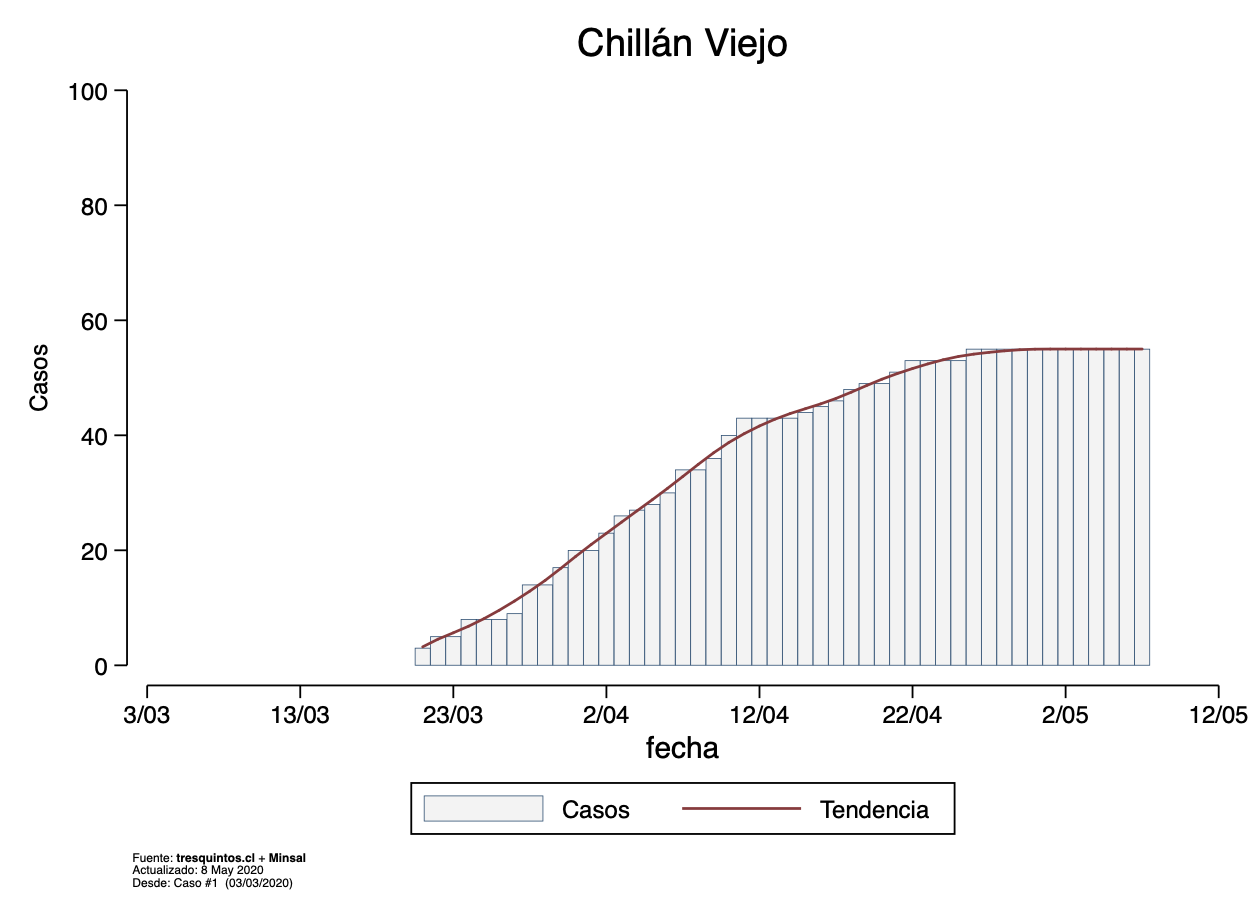 Chillán Viejo
100
80
60
40
20
0
Casos
3/03 13/03 23/03 2/04 12/04 22/04 2/05 12/05
fecha
Casos Tendencia
Fuente: tresquintos.cl + Minsal
Actualizado: 8 May 2020
Desde: Caso #1 (03/03/2020)